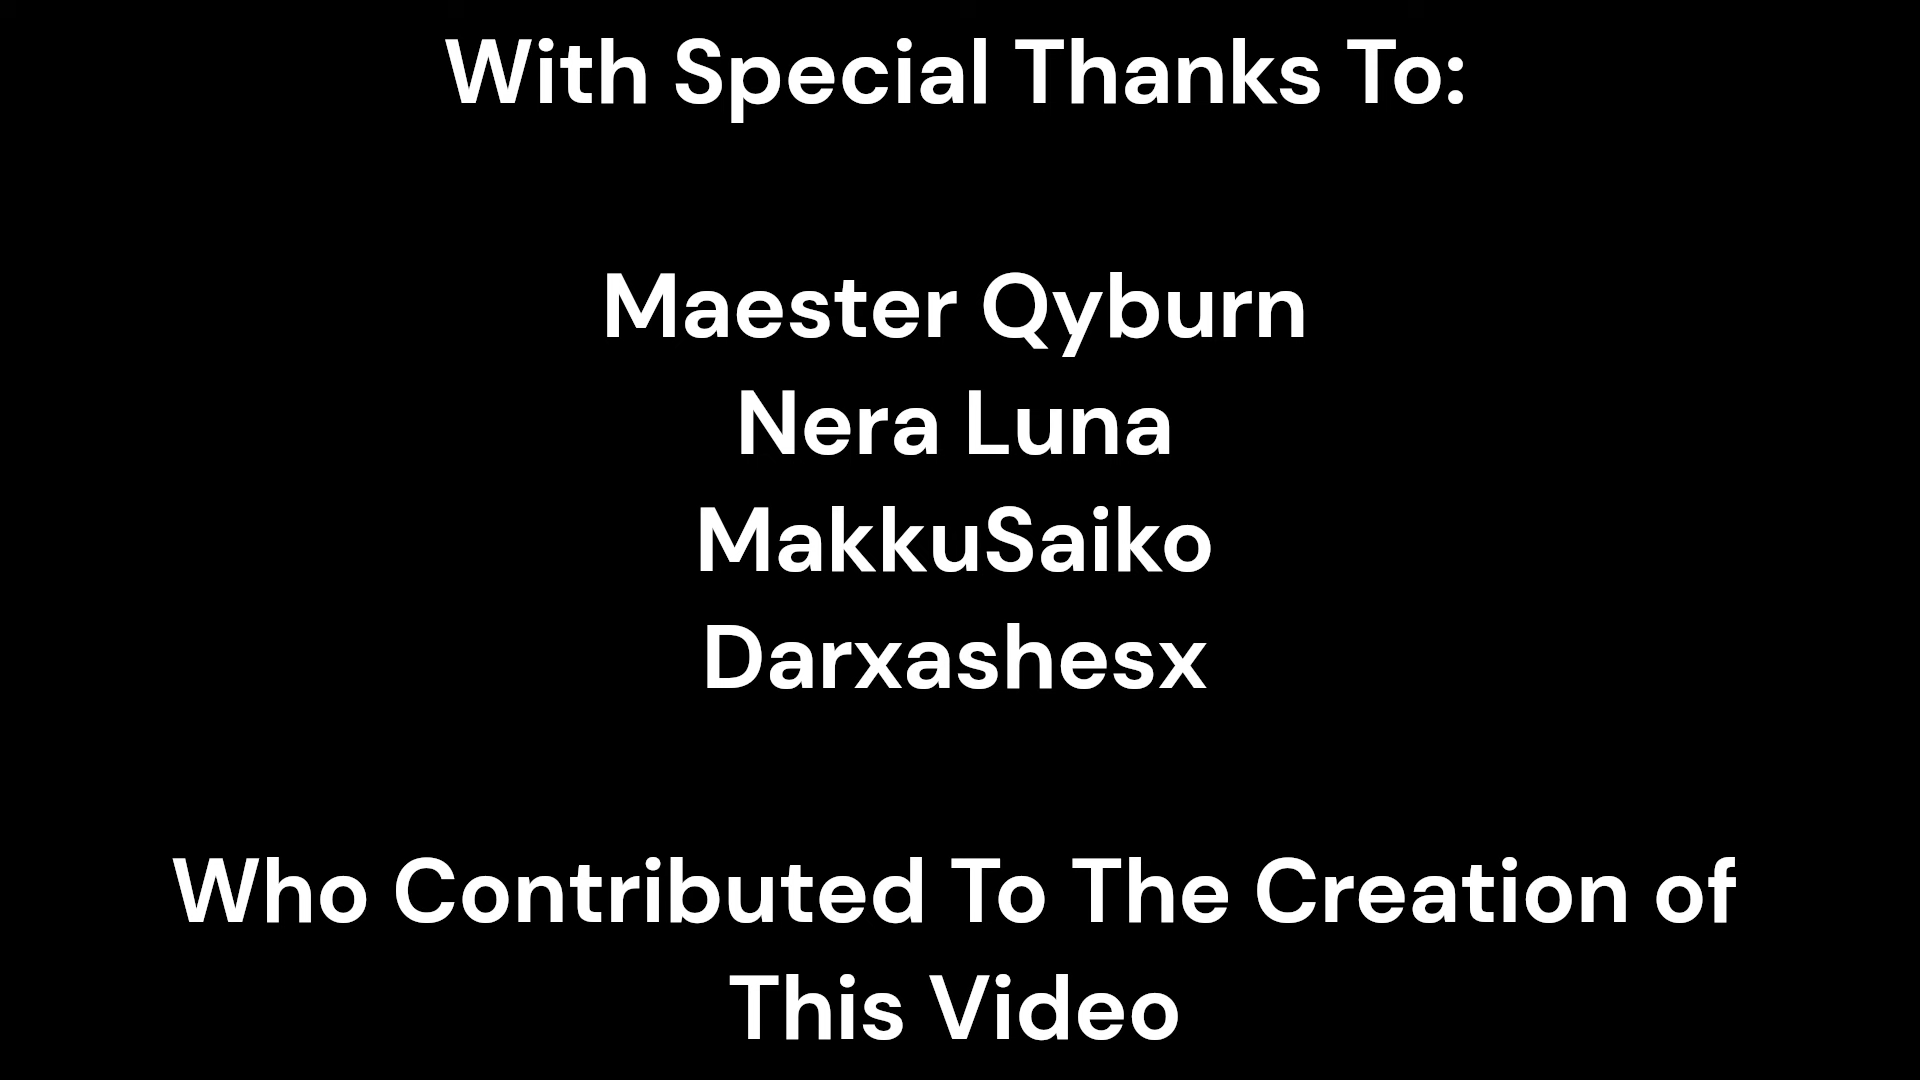 With Special Thanks To:
Maester Qyburn
Nera Luna
MakkuSaiko
Darxashesx
Who Contributed To The Creation of
This Video